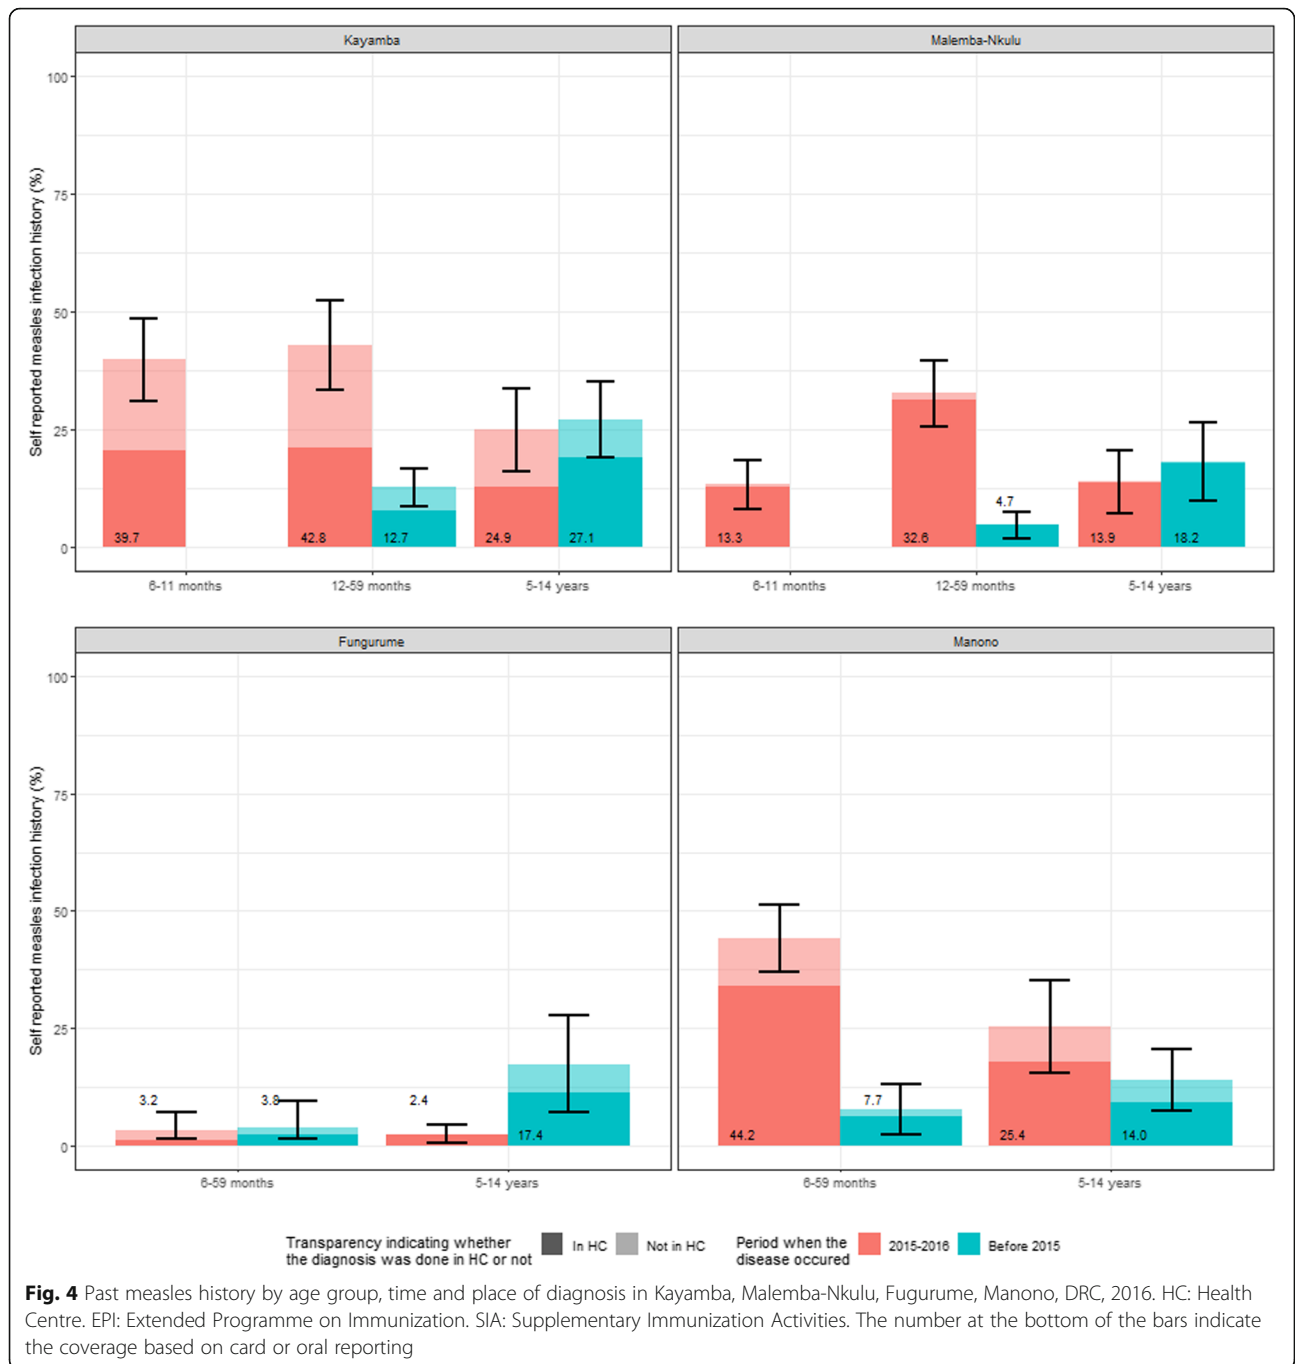 Kayamba
Malemba-Nkulu
Self reported measles infection history (%)
100
75
50
25
0
39.7
42.8
12.7
24.9
27.1
13.3
32.6
4.7
13.9
18.2
6-11 months
12-59 months
5-14 years
6-11 months
12-59 months
5-14 years
Fungurume
Manono
Self reported measles infection history (%)
100
75
50
25
0
3.2
3.8
2.4
17.4
44.2
7.7
25.4
14.0
6-59 months
5-14 years
6-59 months
5-14 years
Transparency indicating whether
the diagnosis was done in HC or not
In HC
Not in HC
Period when the
disease occured
2015-2016
Before 2015
Fig. 4 Past measles history by age group, time and place of diagnosis in Kayamba, Malemba-Nkulu, Fugurume, Manono, DRC, 2016. HC: Health
Centre. EPI: Extended Programme on Immunization. SIA: Supplementary Immunization Activities. The number at the bottom of the bars indicate
the coverage based on card or oral reporting